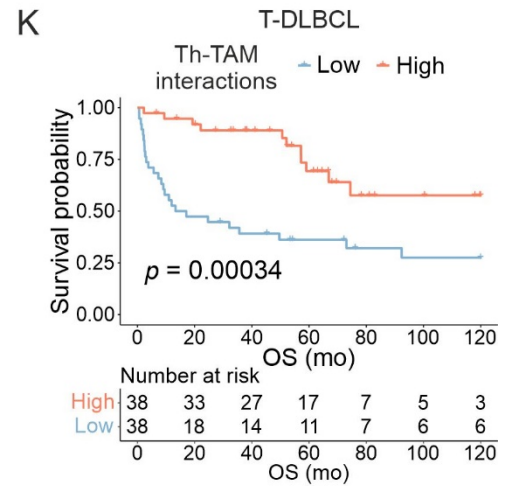 K
T-DLBCL
Th-TAM
interactions
Low
High
Survival probability
1.00
0.75
0.50
0.25
0.00
p = 0.00034
0 20 40 60 80 100 120
OS (mo)
Number at risk
High 38 33 27 17 7 5 3
Low 38 18 14 11 7 6 6
0 20 40 60 80 100 120
OS (mo)